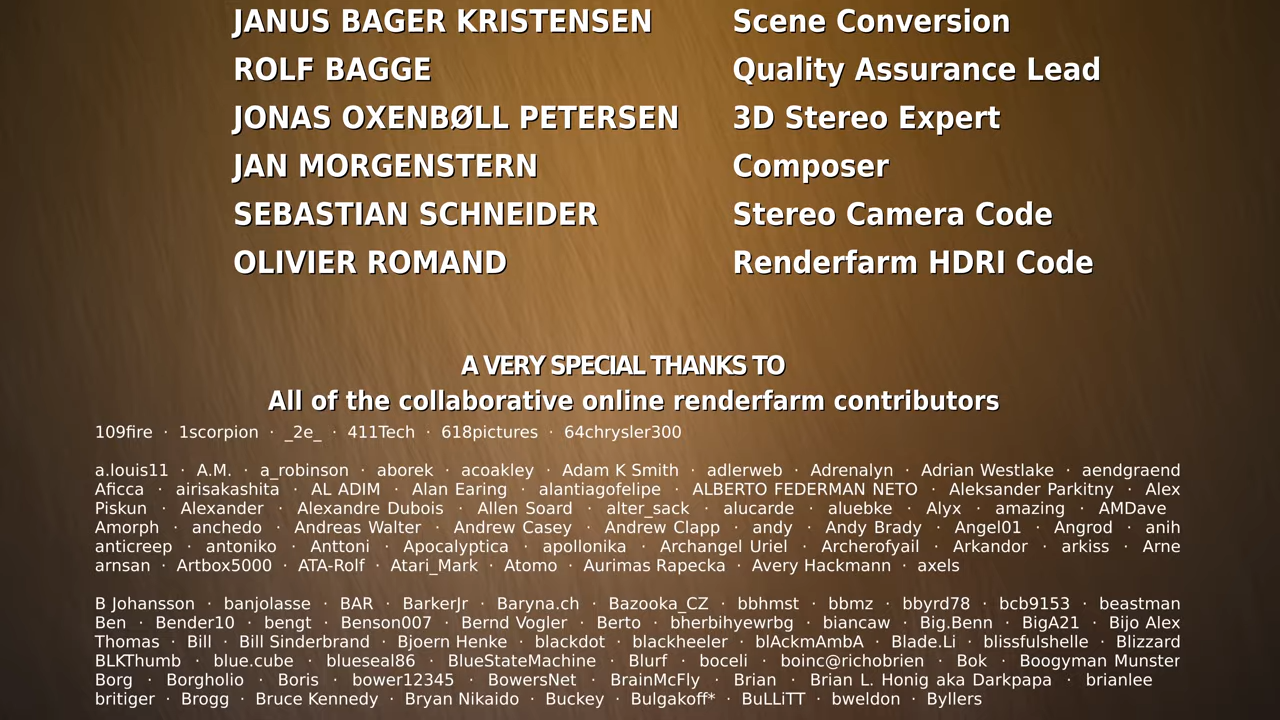 JANUS BAGER KRISTENSEN Scene Conversion
ROLF BAGGE Quality Assurance Lead
JONAS OXENBØLL PETERSEN 3D Stereo Expert
JAN MORGENSTERN Composer
SEBASTIAN SCHNEIDER Stereo Camera Code
OLIVIER ROMAND Renderfarm HDRI Code
A VERY SPECIAL THANKS TO
All of the collaborative online renderfarm contributors
109fire · 1scorpion · _2e_ · 411Tech · 618pictures · 64chrysler300
a.louis11 · A.M. · a_robinson · aborek · acoakley · Adam K Smith · adlerweb · Adrenalyn · Adrian Westlake · aendgraend
Aficca · airisakashita · AL ADIM · Alan Earing · alantiagofelipe · ALBERTO FEDERMAN NETO · Aleksander Parkitny · Alex
Piskun · Alexander · Alexandre Dubois · Allen Soard · alter_sack · alucarde · aluebke · Alyx · amazing · AMDave
Amorph · anchedo · Andreas Walter · Andrew Casey · Andrew Clapp · andy · Andy Brady · Angel01 · Angrod · anih
anticreep · antoniko · Anttoni · Apocalyptica · apollonika · Archangel Uriel · Archerofyail · Arkandor · arkiss · Arne
arnsan · Artbox5000 · ATA-Rolf · Atari_Mark · Atomo · Aurimas Rapecka · Avery Hackmann · axels
B Johansson · banjolasse · BAR · BarkerJr · Baryna.ch · Bazooka_CZ · bbhmst · bbmz · bbyrd78 · bcb9153 · beastman
Ben · Bender10 · bengt · Benson007 · Bernd Vogler · Berto · bherbihyewrbg · biancaw · Big.Benn · BigA21 · Bijo Alex
Thomas · Bill · Bill Sinderbrand · Bjoern Henke · blackdot · blackheeler · blAckmAmbA · Blade.Li · blissfulshelle · Blizzard
BLKThumb · blue.cube · blueseal86 · BlueStateMachine · Blurf · boceli · boinc@richobrien · Bok · Boogyman Munster
Borg · Borgholio · Boris · bower12345 · BowersNet · BrainMcFly · Brian · Brian L. Honig aka Darkpapa · brianlee
britiger · Brogg · Bruce Kennedy · Bryan Nikaido · Buckey · Bulgakoff* · BuLLiTT · bweldon · Byllers